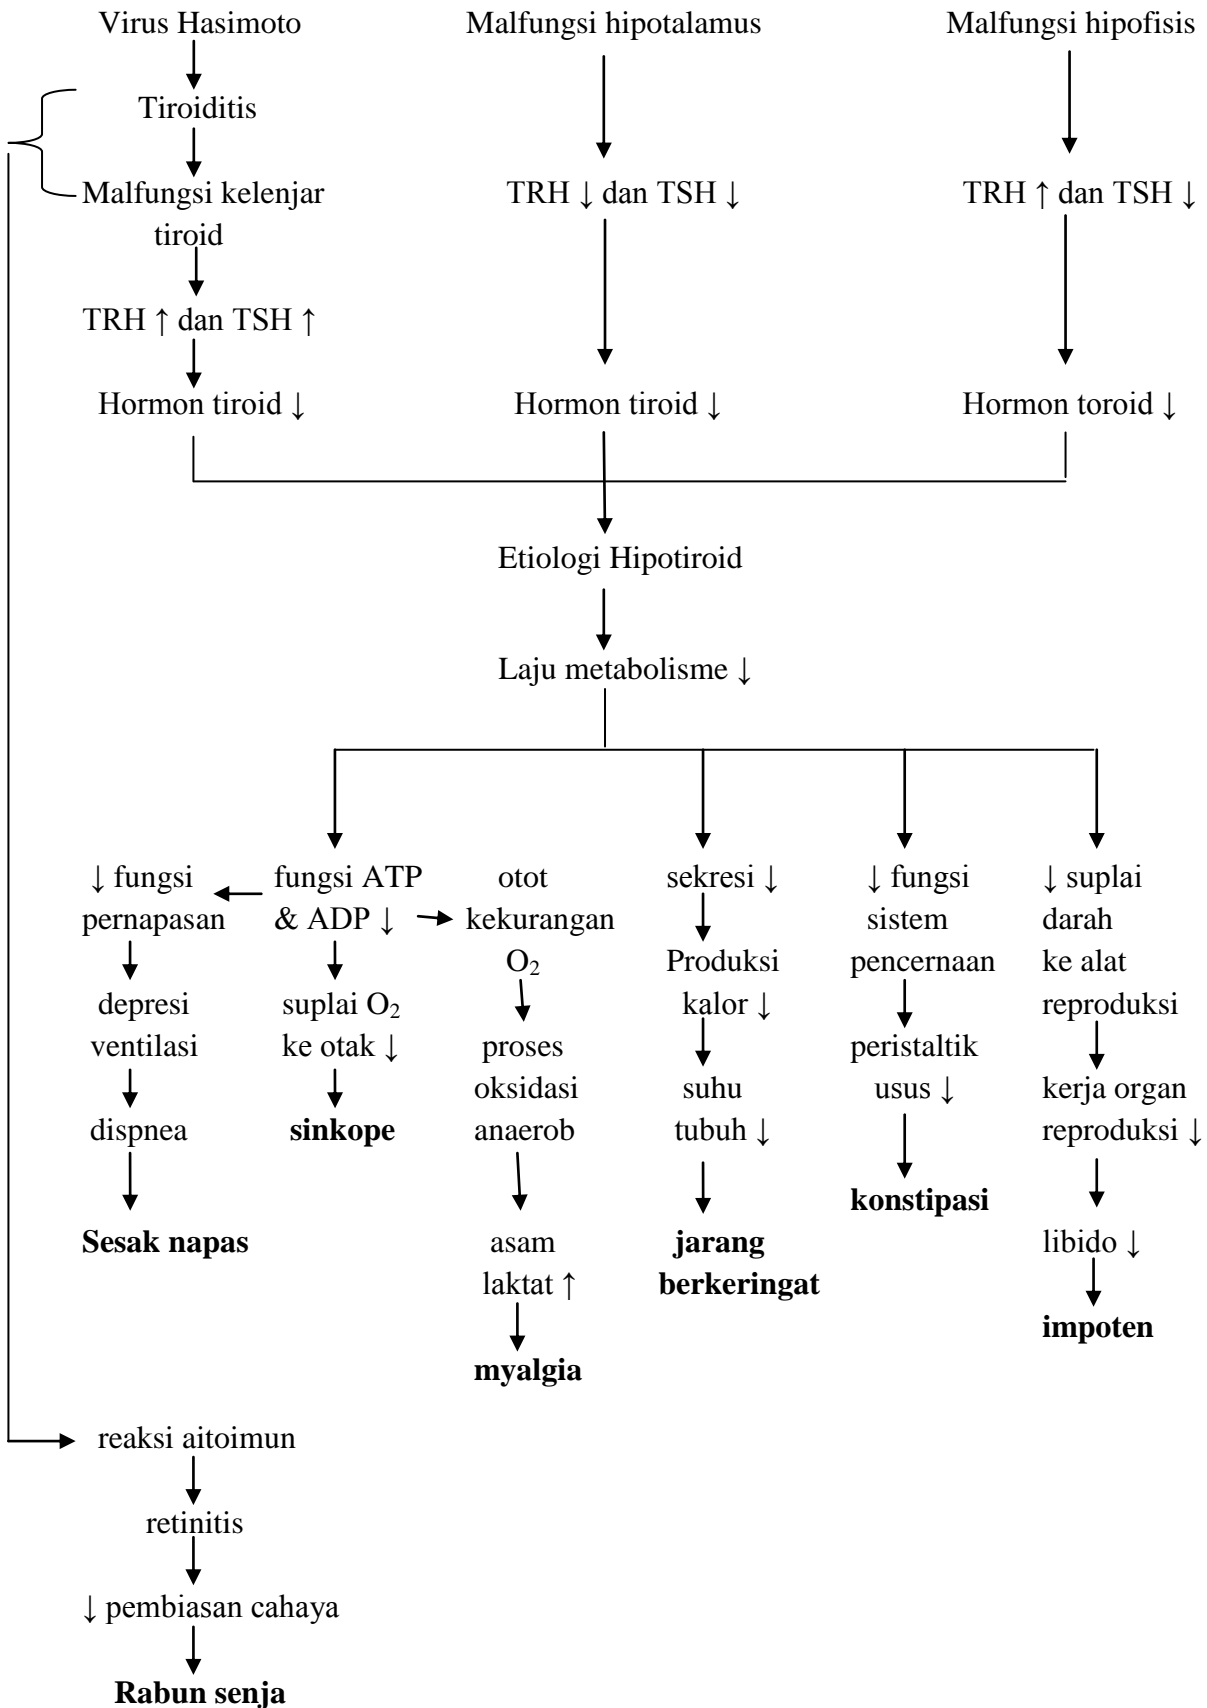 Virus Hasimoto
Malfungsi hipotalamus
Malfungsi hipofisis
Tiroiditis
Malfungsi kelenjar
tiroid
TRH ↓ dan TSH ↓
TRH ↑ dan TSH ↓
TRH ↑ dan TSH ↑
Hormon tiroid ↓
Hormon tiroid ↓
Hormon toroid ↓
Etiologi Hipotiroid
Laju metabolisme ↓
↓ fungsi
pernapasan
depresi
ventilasi
dispnea
Sesak napas
fungsi ATP
& ADP ↓
suplai O₂
ke otak ↓
sinkope
otot
kekurangan
O₂
proses
oksidasi
anaerob
asam
laktat ↑
myalgia
sekresi ↓
Produksi
kalor ↓
suhu
tubuh ↓
jarang
berkeringat
↓ fungsi
sistem
pencernaan
peristaltik
usus ↓
konstipasi
↓ suplai
darah
ke alat
reproduksi
kerja organ
reproduksi ↓
libido ↓
impoten
reaksi aitoimun
retinitis
↓ pembiasan cahaya
Rabun senja